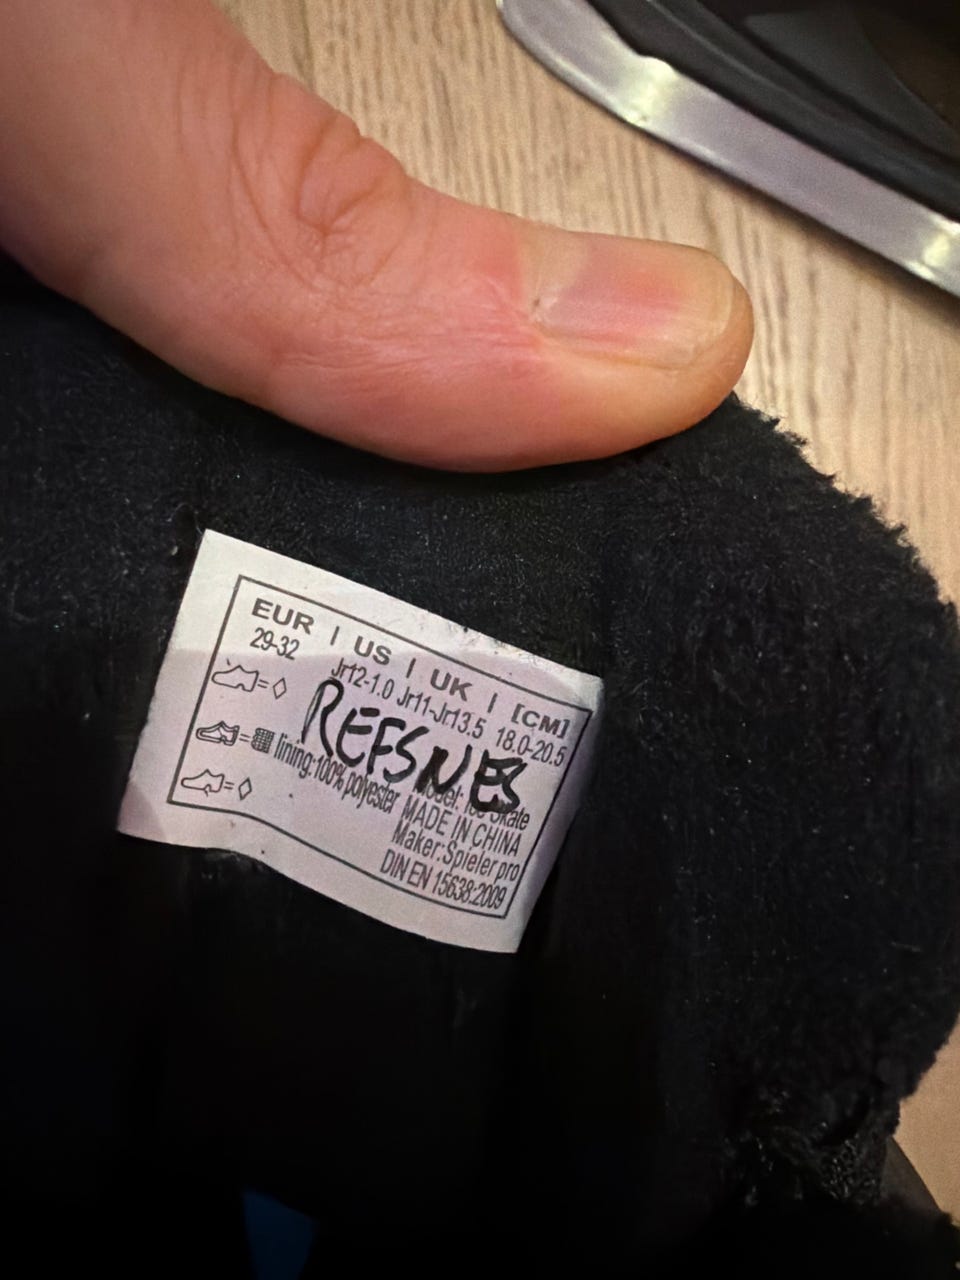 EUR | US | UK | [CM]
29-32 Jr12-1.0 Jr11-Jr13.5 18.0-20.5
REFSNES
lining:100% polyester
Model: Ice Skate
MADE IN CHINA
Maker:Spieler pro
DIN EN 15638:2009